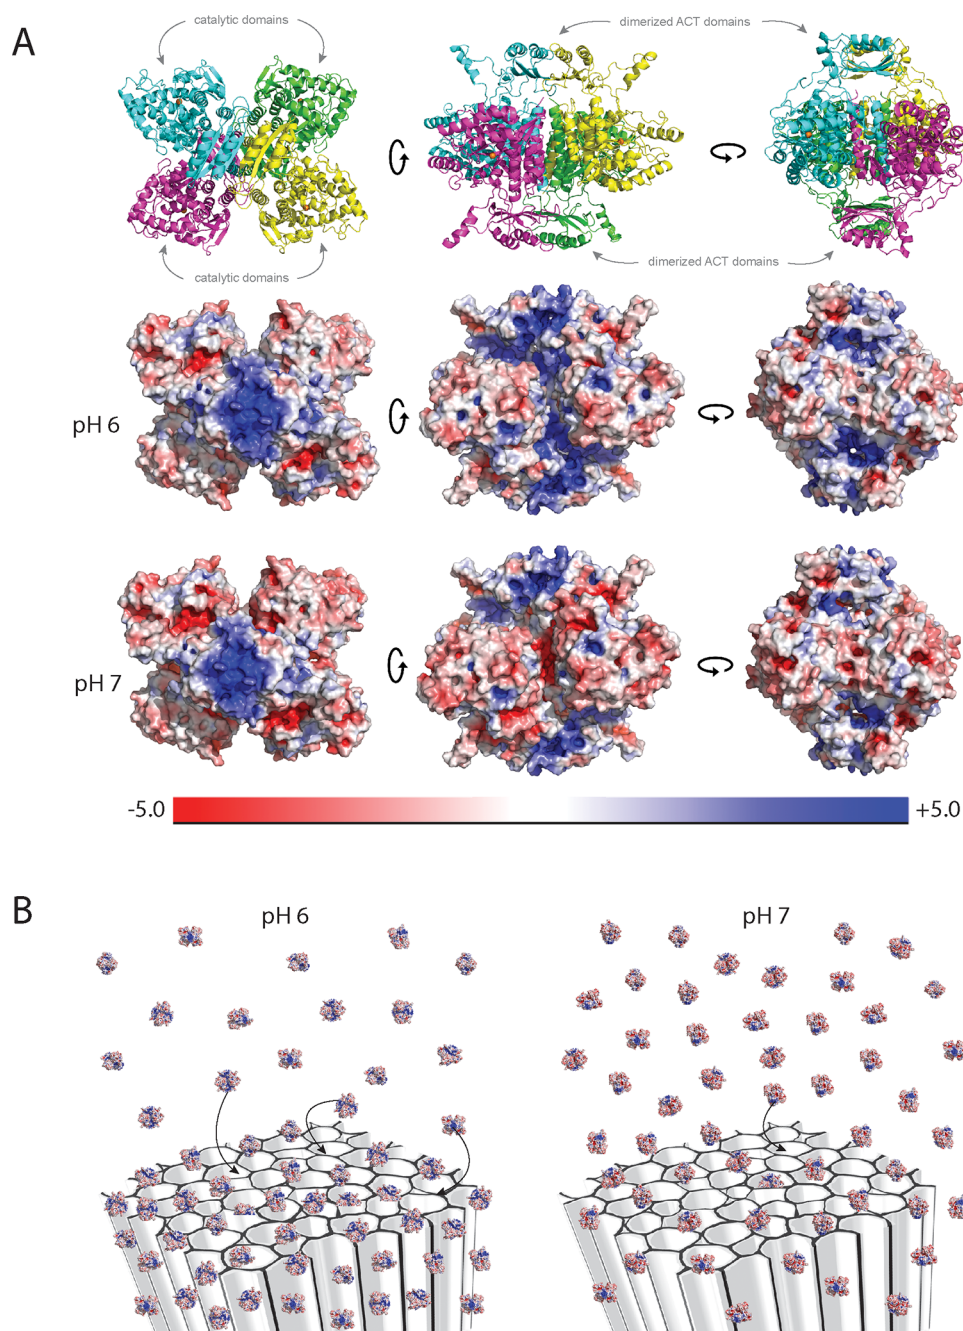 A
catalytic domains
dimerized ACT domains
catalytic domains
dimerized ACT domains
pH 6
pH 7
-5.0
+5.0
B
pH 6
pH 7